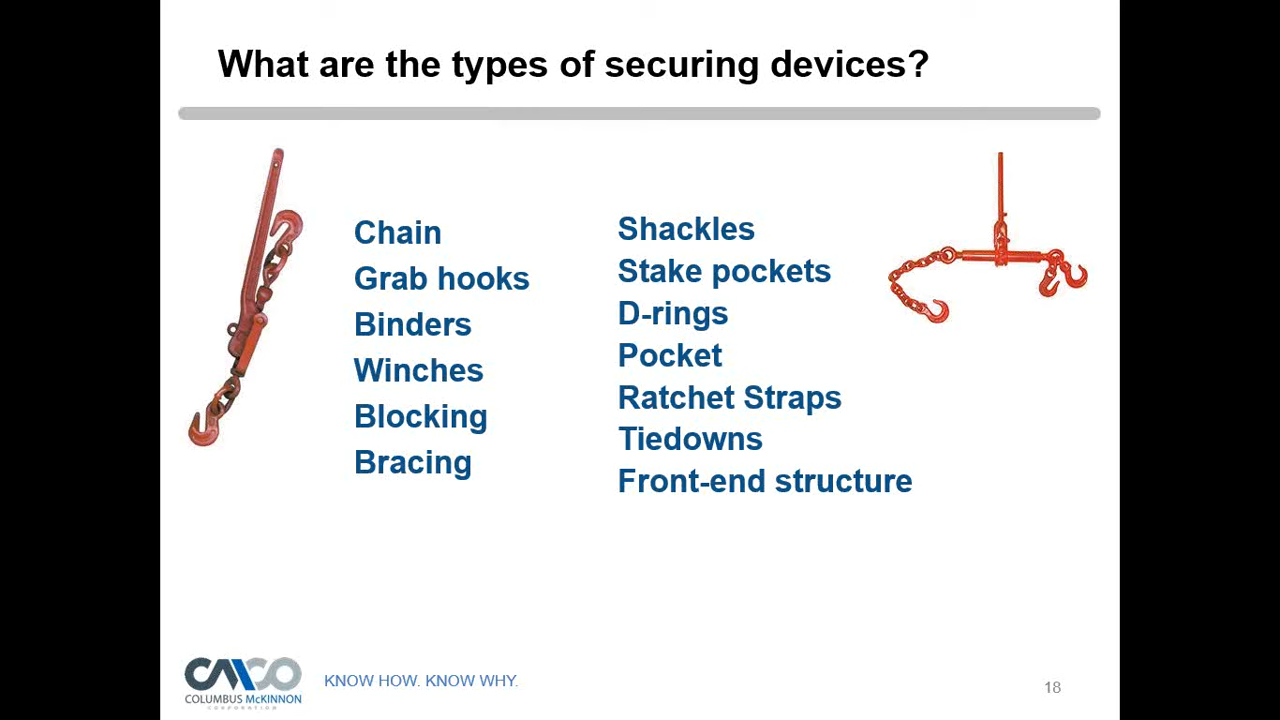 What are the types of securing devices?
Chain
Grab hooks
Binders
Winches
Blocking
Bracing
Shackles
Stake pockets
D-rings
Pocket
Ratchet Straps
Tiedowns
Front-end structure
CMCO
COLUMBUS McKINNON
CORPORATION
KNOW HOW. KNOW WHY.
18